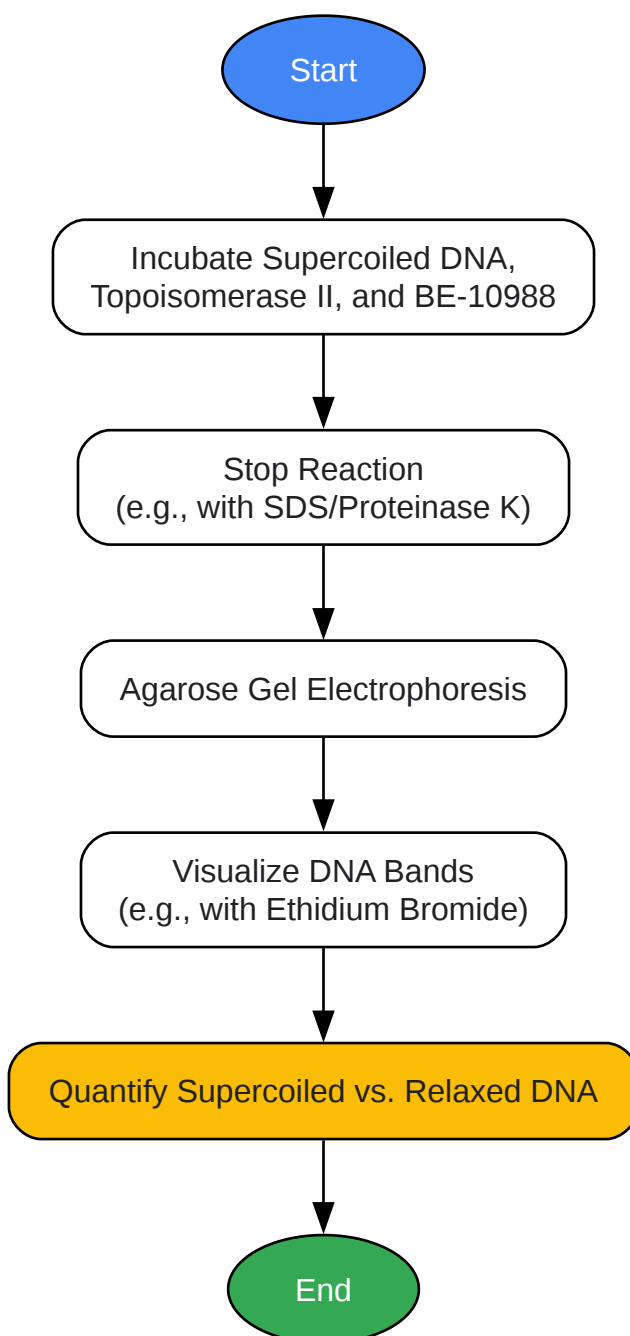 Start
Incubate Supercoiled DNA,
Topoisomerase II, and BE-10988
Stop Reaction
(e.g., with SDS/Proteinase K)
Agarose Gel Electrophoresis
Visualize DNA Bands
(e.g., with Ethidium Bromide)
Quantify Supercoiled vs. Relaxed DNA
End